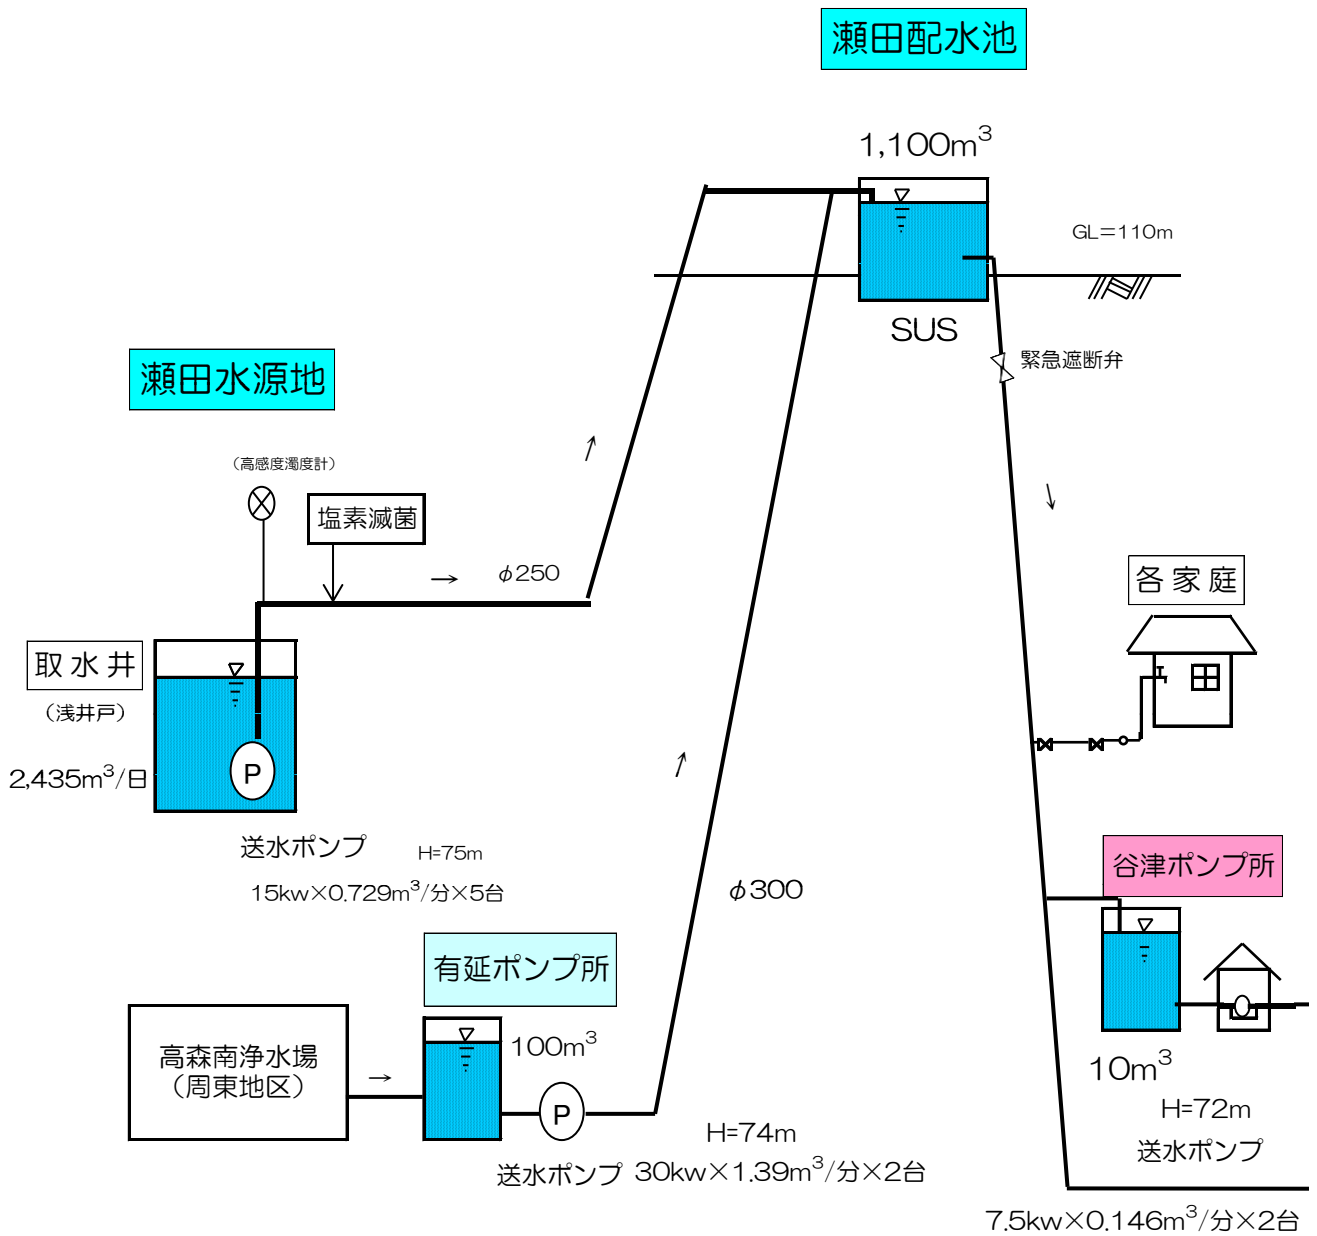 瀬田配水池
1,100m³
GL=110m
SUS
緊急遮断弁
瀬田水源地
（高感度濁度計）
塩素滅菌
φ250
各家庭
取水井
（浅井戸）
2,435m³/日
P
送水ポンプ H=75m
15kw×0.729m³/分×5台
φ300
谷津ポンプ所
有延ポンプ所
高森南浄水場
（周東地区）
100m³
P
10m³
H=74m
送水ポンプ 30kw×1.39m³/分×2台
H=72m
送水ポンプ
7.5kw×0.146m³/分×2台